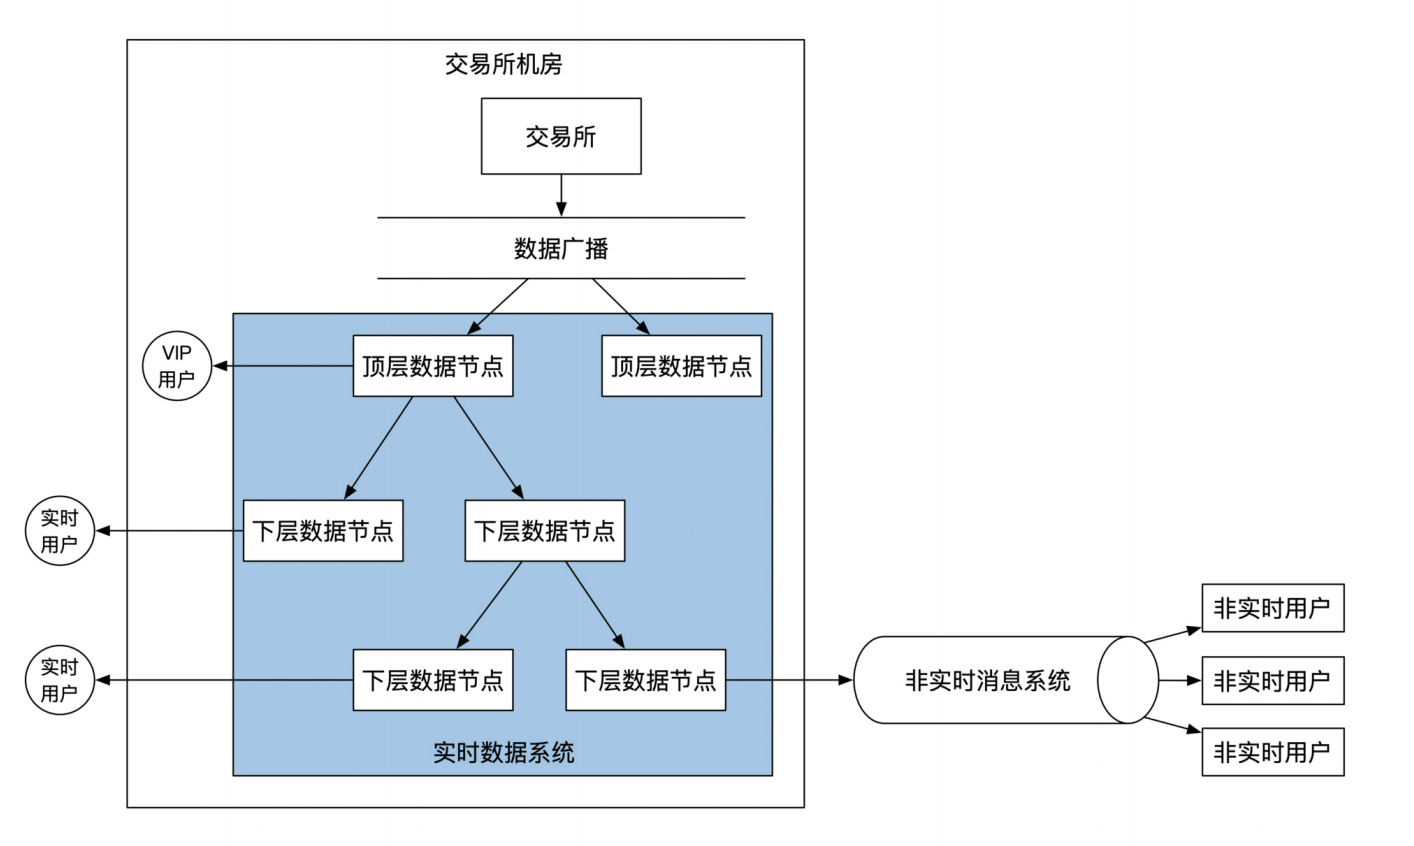 交易所机房
交易所
数据广播
VIP
用户
顶层数据节点
顶层数据节点
实时
用户
下层数据节点
下层数据节点
实时
用户
下层数据节点
下层数据节点
实时数据系统
非实时消息系统
非实时用户
非实时用户
非实时用户